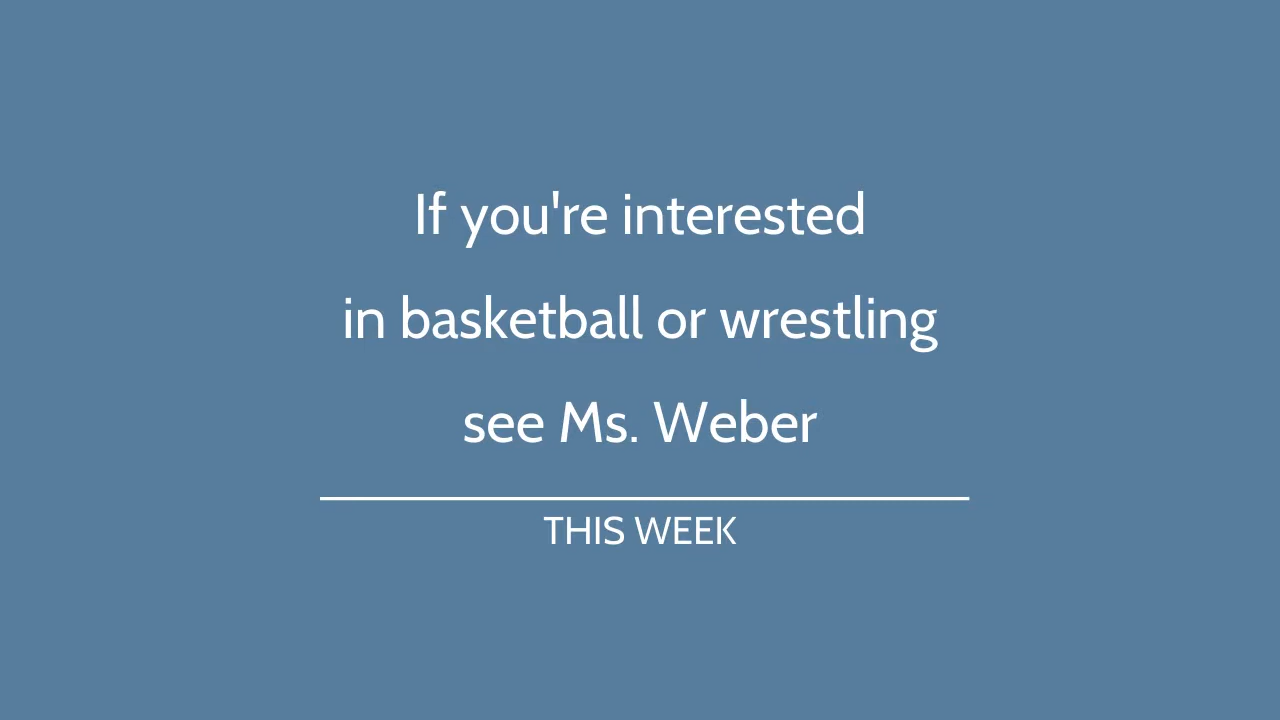 If you're interested
in basketball or wrestling
see Ms. Weber
THIS WEEK